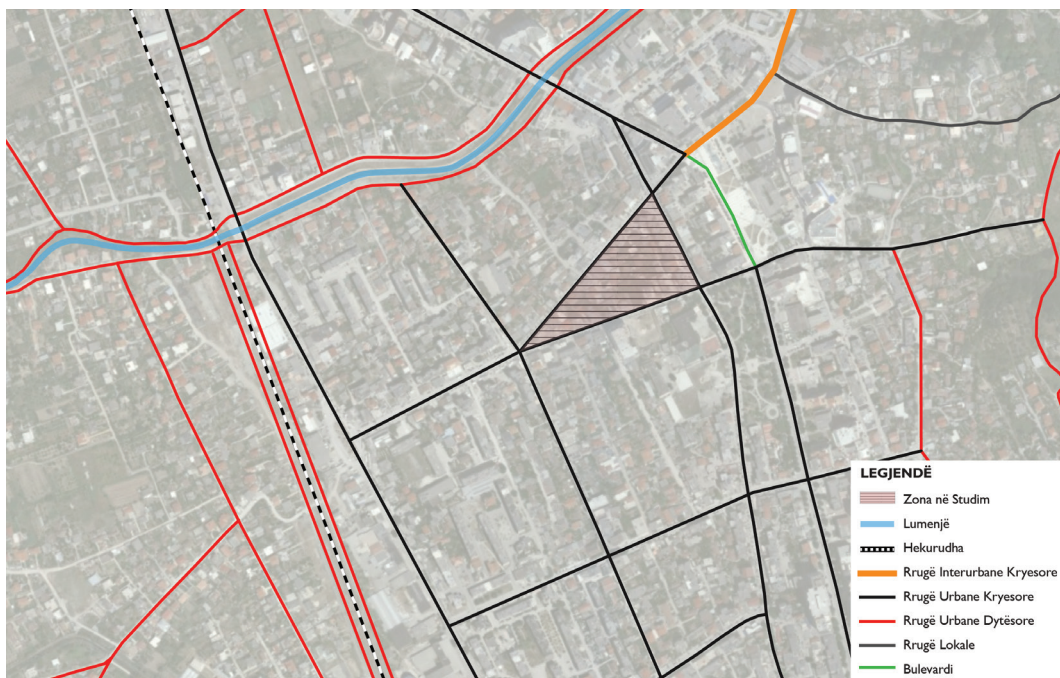 LEGJENDË
Zona në Studim
Lumenjë
Hekurudha
Rrugë Interurbane Kryesore
Rrugë Urbane Kryesore
Rrugë Urbane Dytësore
Rrugë Lokale
Bulevardi